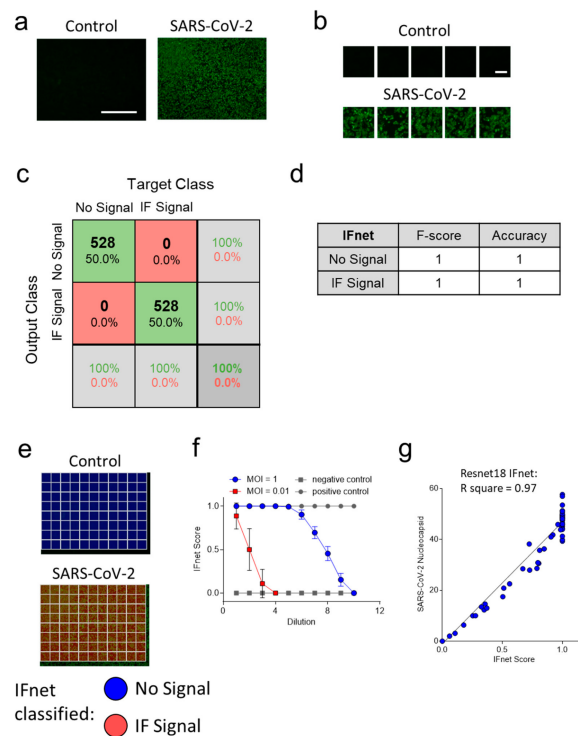 a
Control
SARS-CoV-2
b
Control
SARS-CoV-2
c
Target Class
No Signal
IF Signal
Output Class
No Signal
528
50.0%
0
0.0%
100%
0.0%
IF Signal
0
0.0%
528
50.0%
100%
0.0%
100%
0.0%
100%
0.0%
100%
0.0%
d
IFnet F-score Accuracy
No Signal 1 1
IF Signal 1 1
e
Control
SARS-CoV-2
IFnet
classified:
No Signal
IF Signal
f
MOI = 1
MOI = 0.01
negative control
positive control
IFnet Score
1.0
0.5
0.0
0 4 8 12
Dilution
g
Resnet18 IFnet:
R square = 0.97
SARS-CoV-2 Nucleocapsid
60
40
20
0
0.0 0.5 1.0
IFnet Score